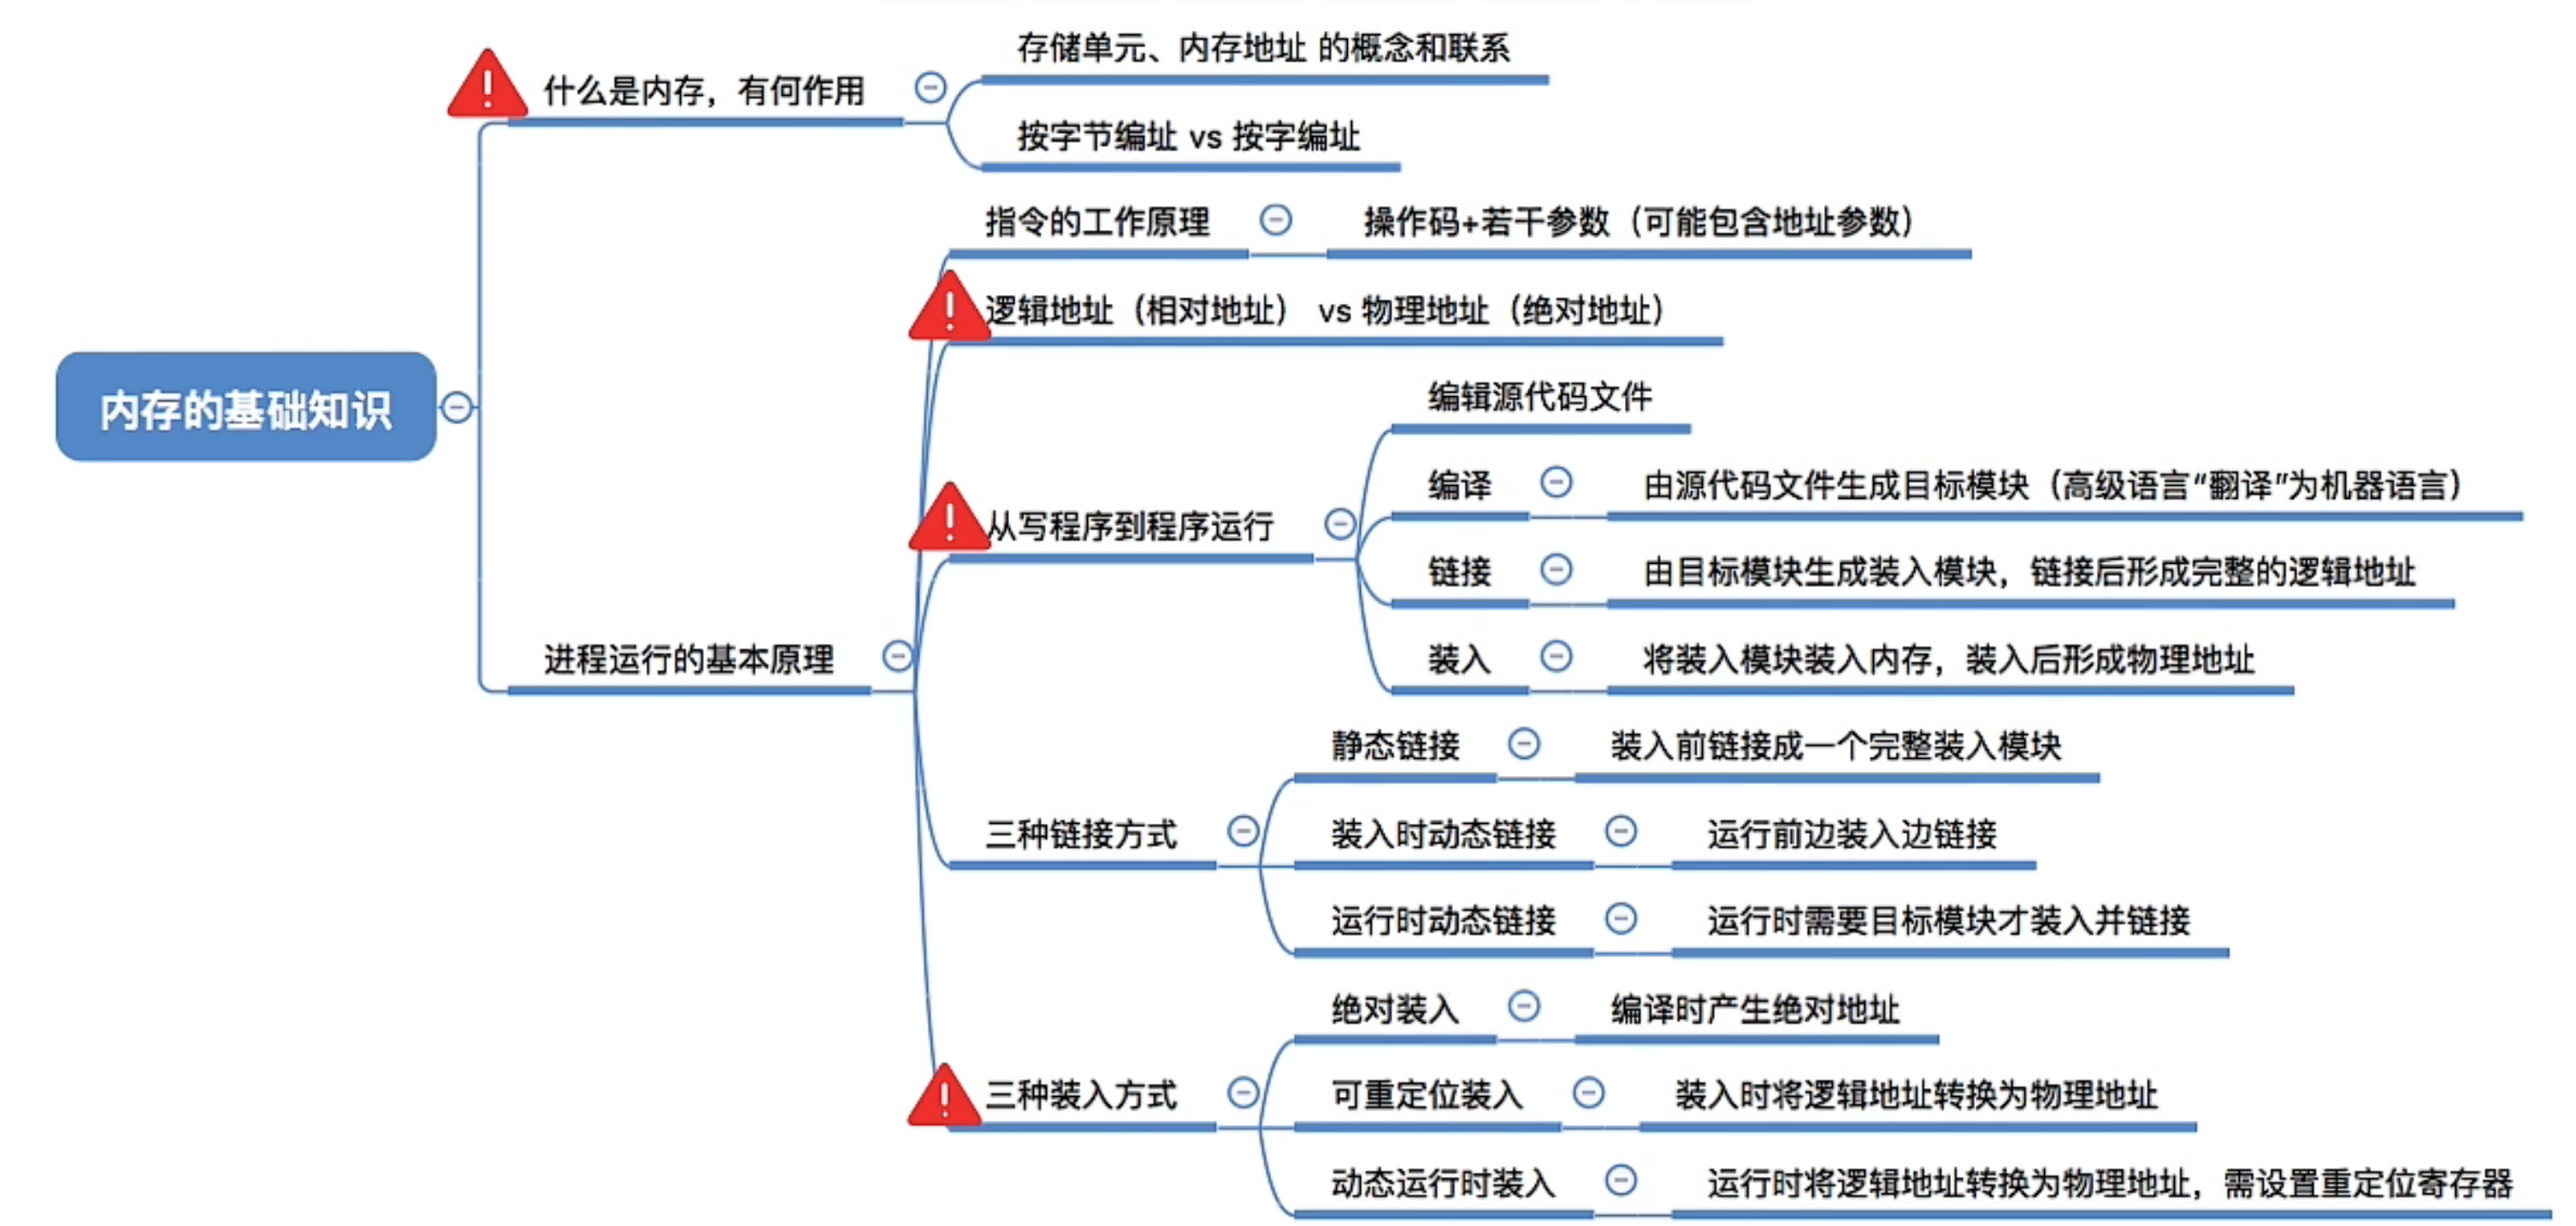 什么是内存，有何作用
存储单元、内存地址 的概念和联系
按字节编址 vs 按字编址
内存的基础知识
进程运行的基本原理
指令的工作原理
操作码+若干参数（可能包含地址参数）
逻辑地址（相对地址） vs 物理地址（绝对地址）
从写程序到程序运行
编辑源代码文件
编译
由源代码文件生成目标模块（高级语言“翻译”为机器语言）
链接
由目标模块生成装入模块，链接后形成完整的逻辑地址
装入
将装入模块装入内存，装入后形成物理地址
三种链接方式
静态链接
装入前链接成一个完整装入模块
装入时动态链接
运行前边装入边链接
运行时动态链接
运行时需要目标模块才装入并链接
三种装入方式
绝对装入
编译时产生绝对地址
可重定位装入
装入时将逻辑地址转换为物理地址
动态运行时装入
运行时将逻辑地址转换为物理地址，需设置重定位寄存器